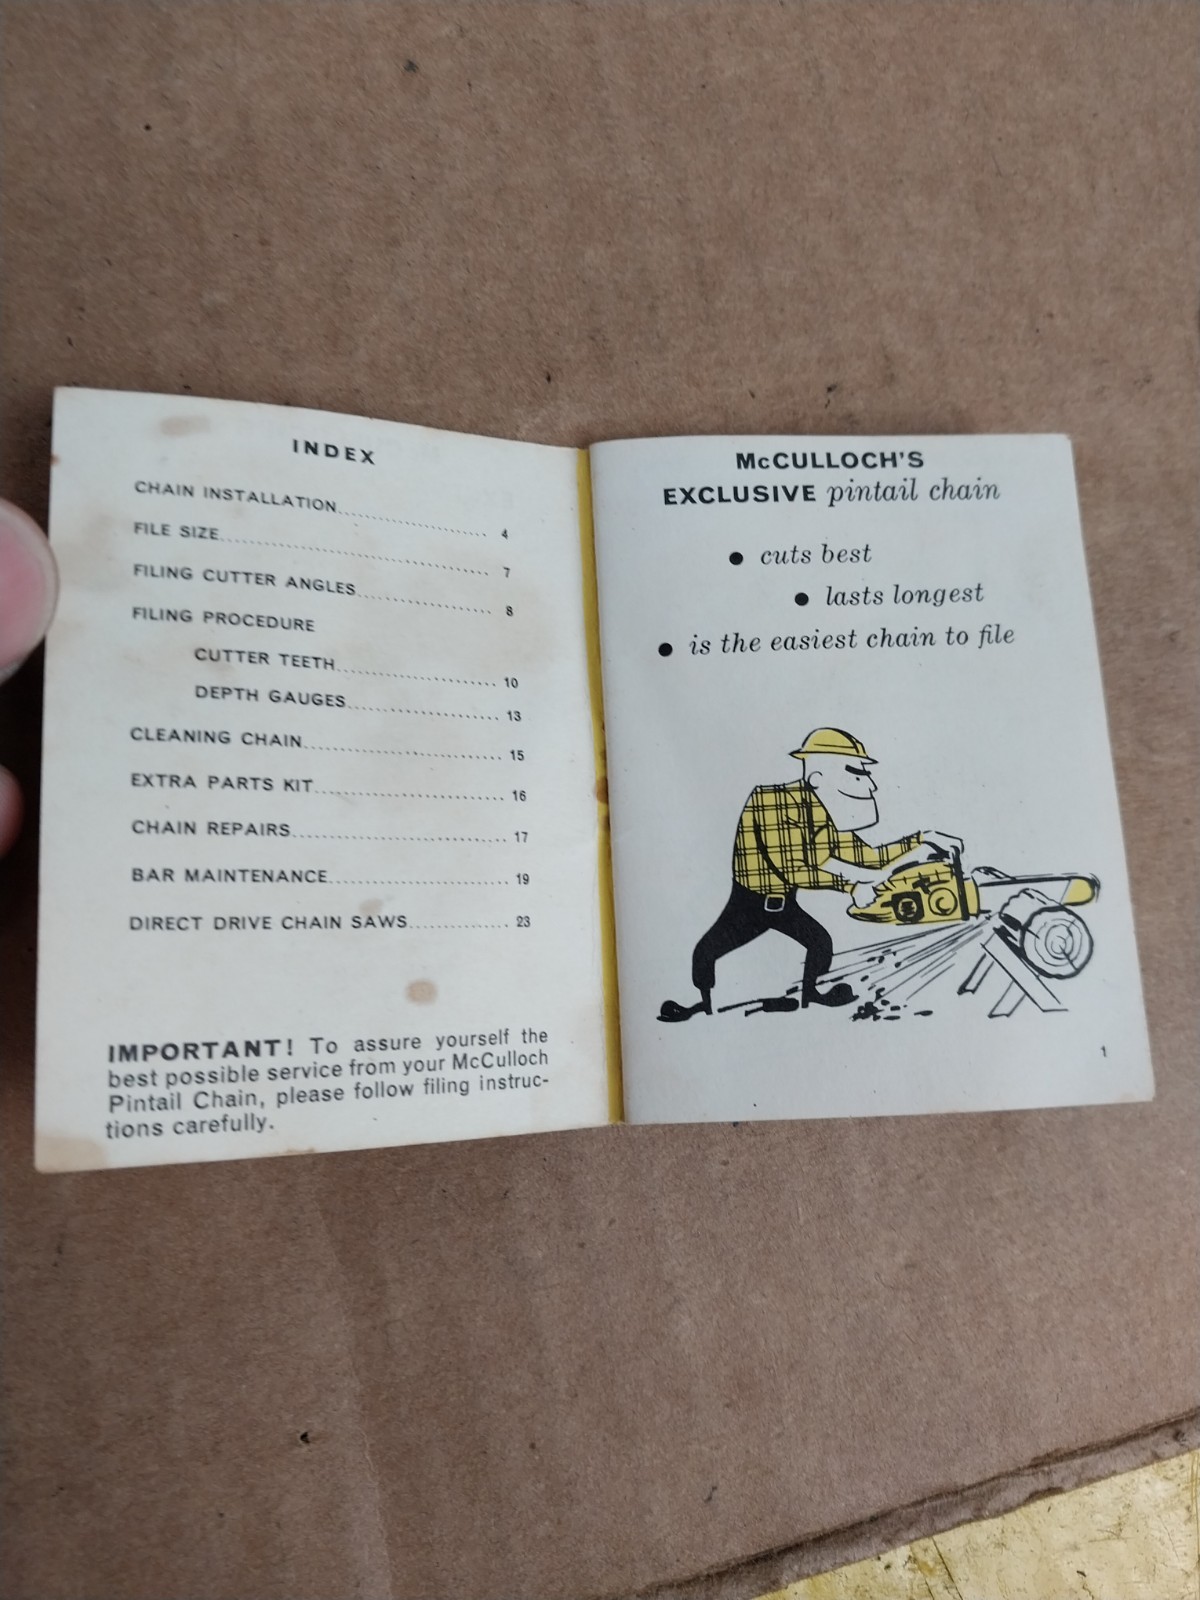 INDEX
CHAIN INSTALLATION........................ 4
FILE SIZE........................................ 7
FILING CUTTER ANGLES.................... 8
FILING PROCEDURE
CUTTER TEETH........................ 10
DEPTH GAUGES...................... 13
CLEANING CHAIN............................. 15
EXTRA PARTS KIT............................ 16
CHAIN REPAIRS............................... 17
BAR MAINTENANCE......................... 19
DIRECT DRIVE CHAIN SAWS.............. 23
IMPORTANT! To assure yourself the
best possible service from your McCulloch
Pintail Chain, please follow filing instruc-
tions carefully.
McCULLOCH'S
EXCLUSIVE pintail chain
● cuts best
● lasts longest
● is the easiest chain to file
1